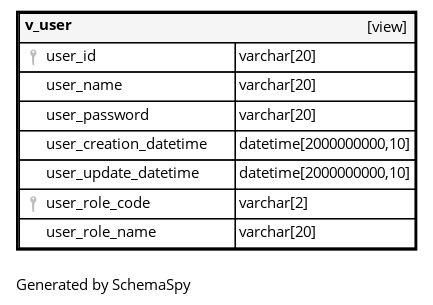 v_user [view]
user_id varchar[20]
user_name varchar[20]
user_password varchar[20]
user_creation_datetime datetime[2000000000,10]
user_update_datetime datetime[2000000000,10]
user_role_code varchar[2]
user_role_name varchar[20]
Generated by SchemaSpy